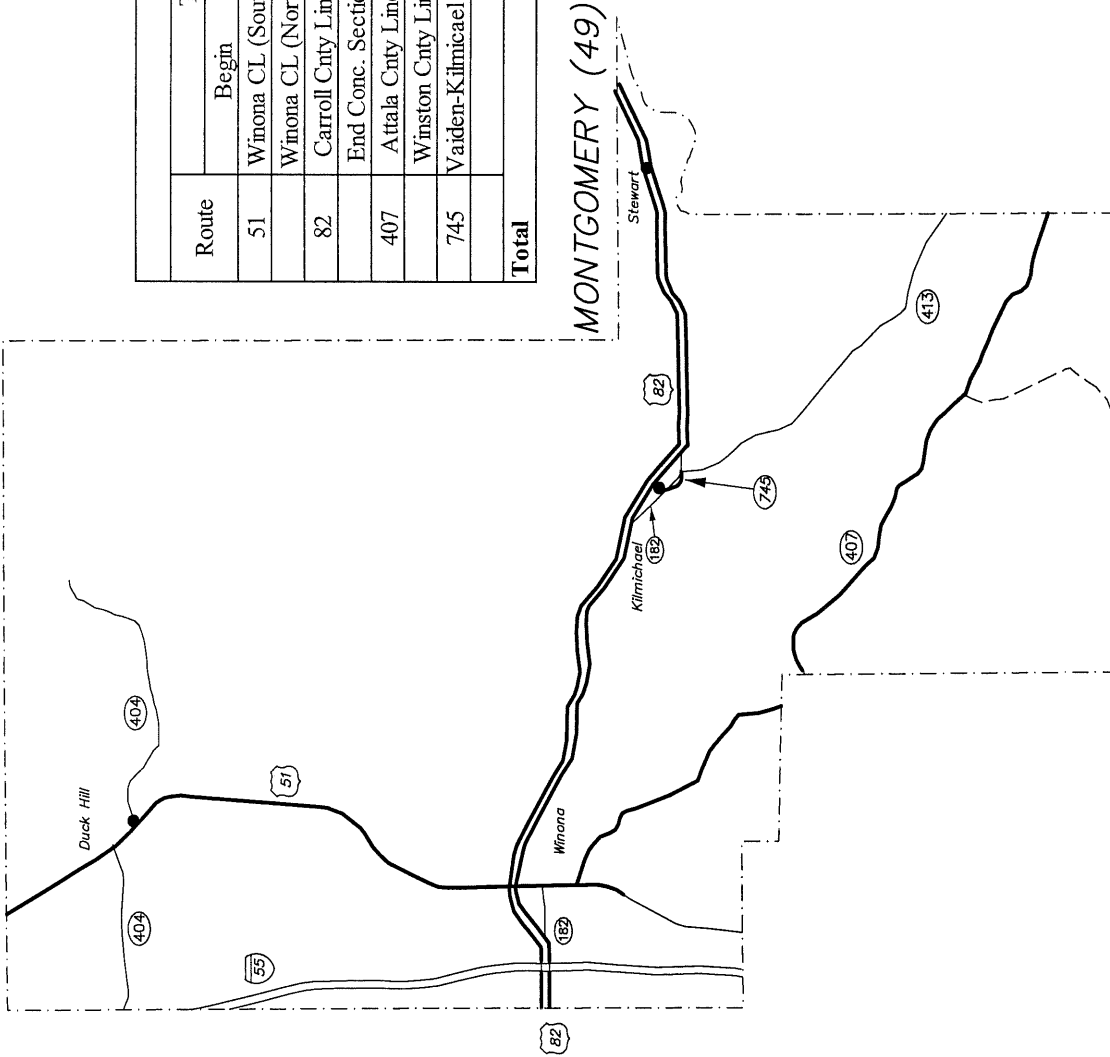 Route
Begin
51 Winona CL (Sou
Winona CL (Nor
82 Carroll Cnty Lin
End Conc. Sectio
407 Attala Cnty Line
Winston Cnty Lin
745 Vaiden-Kilmicael
Total
MONTGOMERY (49)
Stewart
82
413
745
Kilmichael
182
407
404
Duck Hill
51
Winona
404
182
55
82